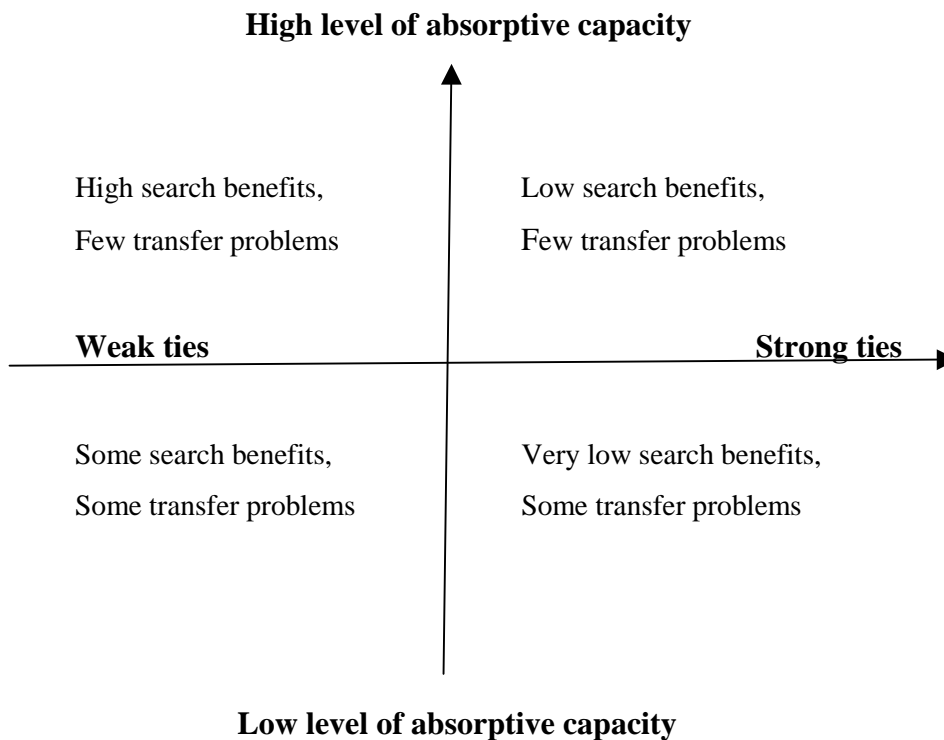 High level of absorptive capacity
High search benefits,
Few transfer problems
Low search benefits,
Few transfer problems
Weak ties
Strong ties
Some search benefits,
Some transfer problems
Very low search benefits,
Some transfer problems
Low level of absorptive capacity